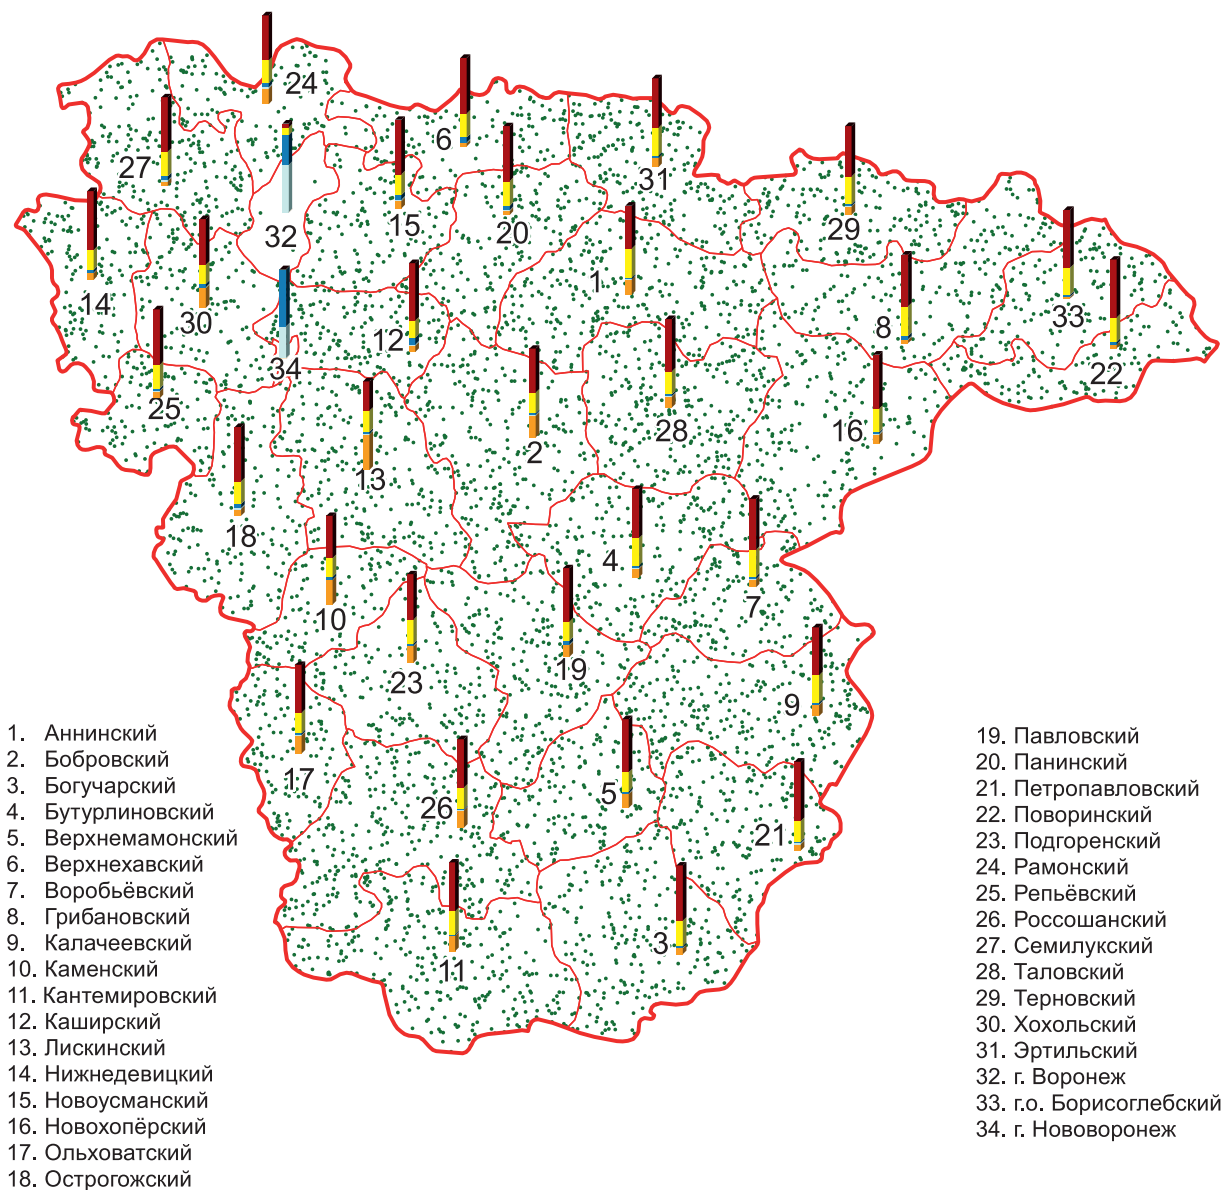 24
6
27
31
15
20
32
29
14
30
1
12
33
8
34
22
25
2
28
16
13
18
4
7
10
19
23
9
17
5
26
21
3
11
1. Аннинский
2. Бобровский
3. Богучарский
4. Бутурлиновский
5. Верхнемамонский
6. Верхнехавский
7. Воробьёвский
8. Грибановский
9. Калачеевский
10. Каменский
11. Кантемировский
12. Каширский
13. Лискинский
14. Нижнедевицкий
15. Новоусманский
16. Новохопёрский
17. Ольховатский
18. Острогожский
19. Павловский
20. Панинский
21. Петропавловский
22. Поворинский
23. Подгоренский
24. Рамонский
25. Репьёвский
26. Россошанский
27. Семилукский
28. Таловский
29. Терновский
30. Хохольский
31. Эртильский
32. г. Воронеж
33. г.о. Борисоглебский
34. г. Нововоронеж